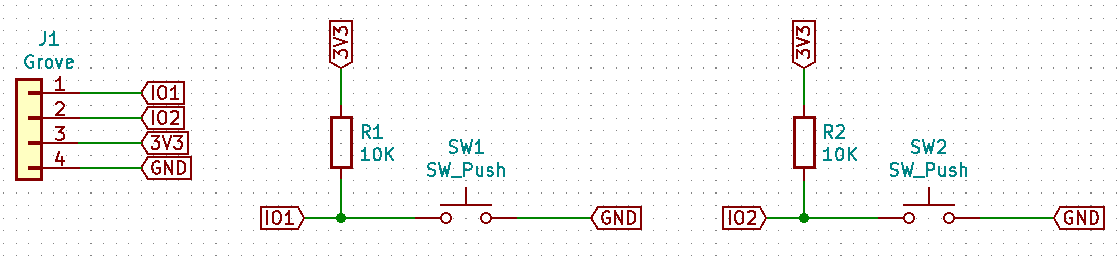 J1
Grove
1 IO1
2 IO2
3 3V3
4 GND
3V3
R1
10K
SW1
SW_Push
IO1
GND
3V3
R2
10K
SW2
SW_Push
IO2
GND